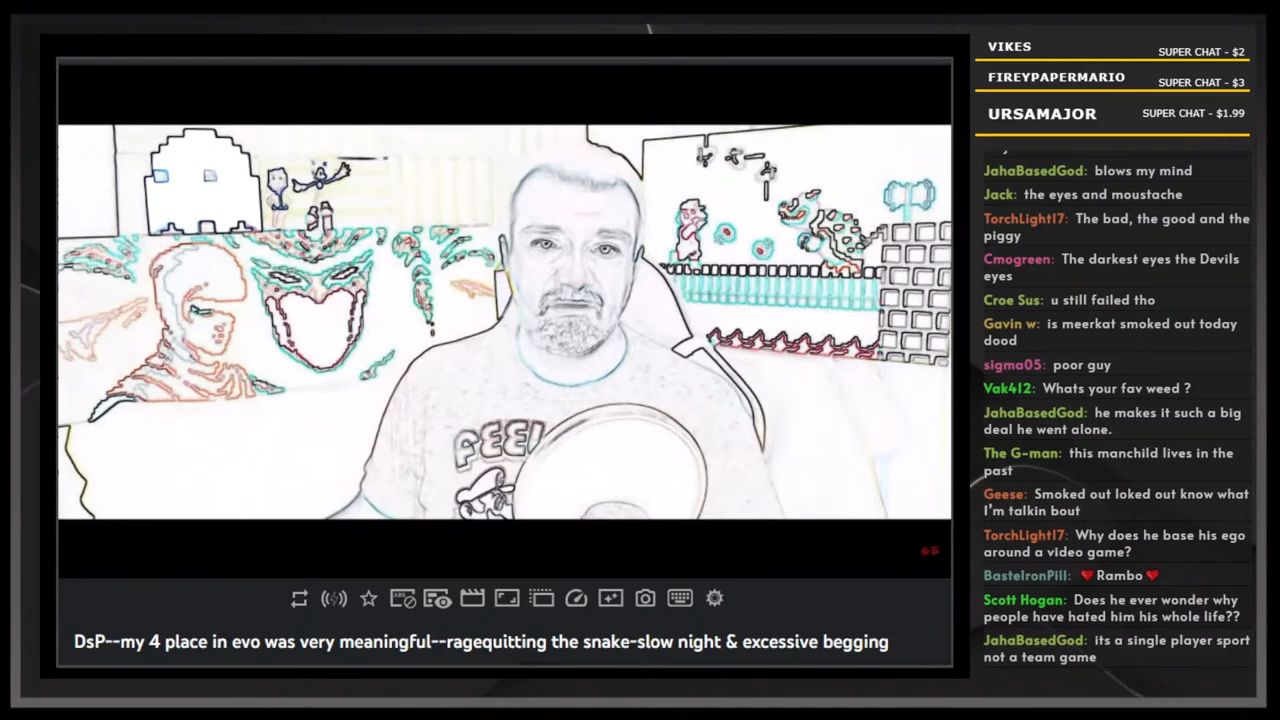 VIKES
SUPER CHAT - $2
FIREYPAPERMARIO
SUPER CHAT - $3
URSAMAJOR
SUPER CHAT - $1.99
JahaBasedGod: blows my mind
Jack: the eyes and moustache
TorchLight17: The bad, the good and the
piggy
Cmogreen: The darkest eyes the Devils
eyes
Croe Sus: u still failed tho
Gavin w: is meerkat smoked out today
dood
sigma05: poor guy
Vak412: Whats your fav weed ?
JahaBasedGod: he makes it such a big
deal he went alone.
The G-man: this manchild lives in the
past
Geese: Smoked out loked out know what
I'm talkin bout
TorchLight17: Why does he base his ego
around a video game?
BasteIronPill: ❤️ Rambo ❤️
Scott Hogan: Does he ever wonder why
people have hated him his whole life??
JahaBasedGod: its a single player sport
not a team game
FEEL
DsP--my 4 place in evo was very meaningful--ragequitting the snake-slow night & excessive begging